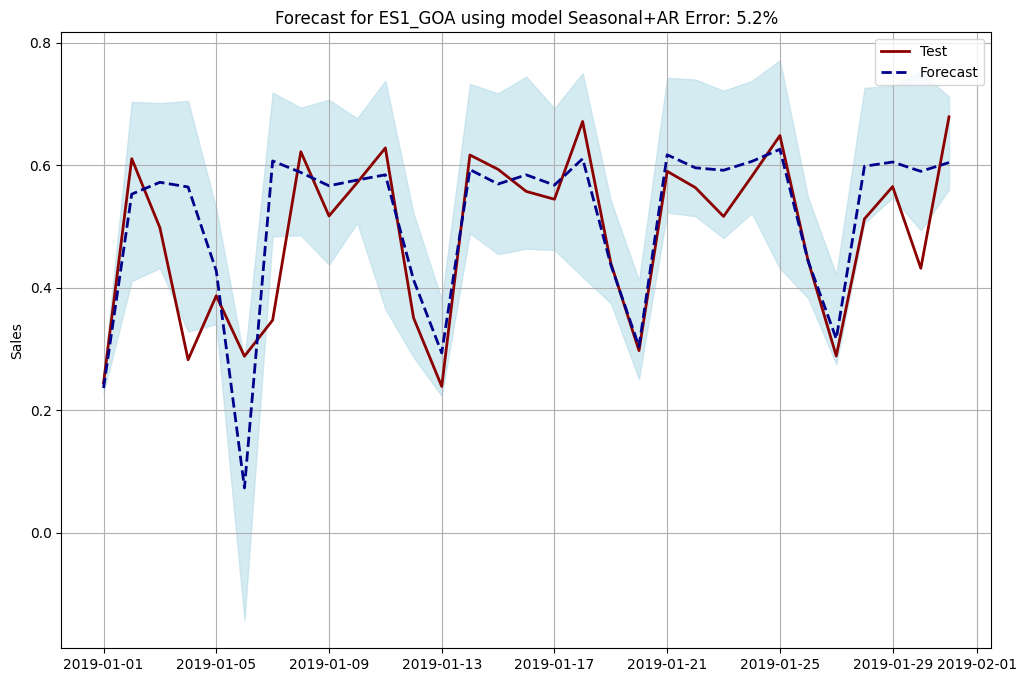 Forecast for ES1_GOA using model Seasonal+AR Error: 5.2%
Test
Forecast
Sales
0.8
0.6
0.4
0.2
0.0
2019-01-01 2019-01-05 2019-01-09 2019-01-13 2019-01-17 2019-01-21 2019-01-25 2019-01-29 2019-02-01